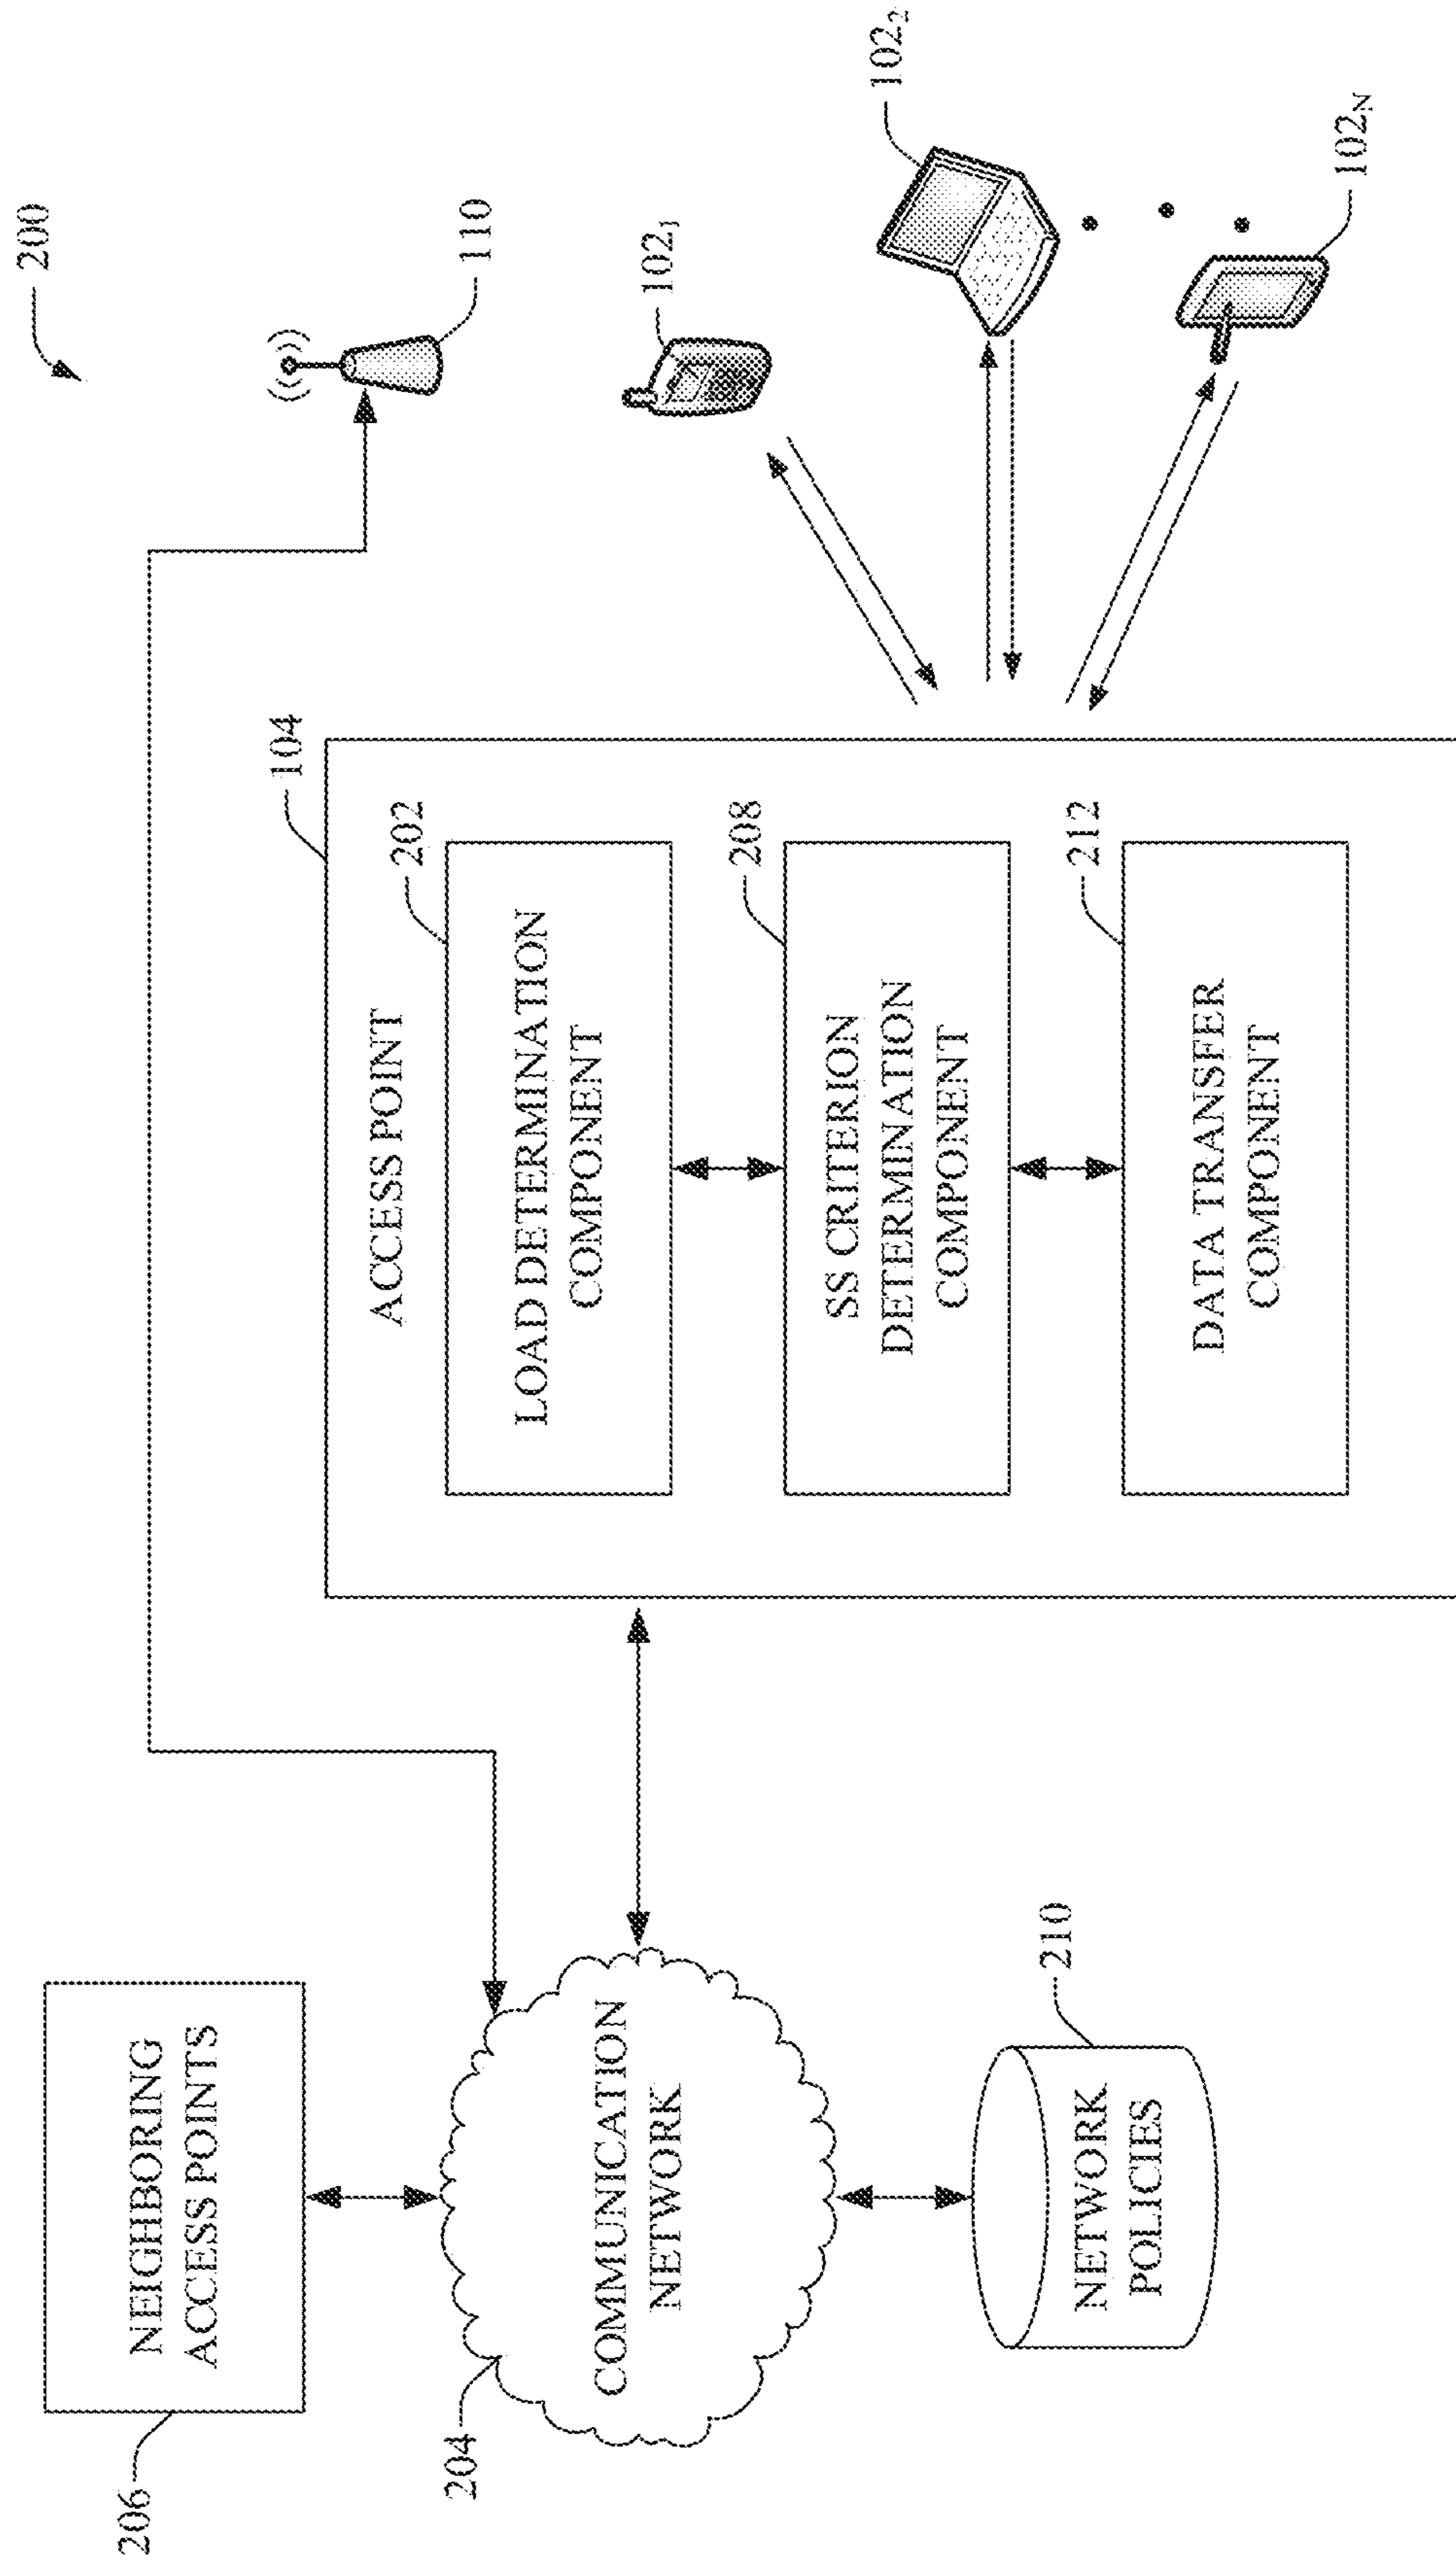 200
206
NEIGHBORING
ACCESS POINTS
204
COMMUNICATION
NETWORK
210
NETWORK
POLICIES
104
ACCESS POINT
202
LOAD DETERMINATION
COMPONENT
208
SS CRITERION
DETERMINATION
COMPONENT
212
DATA TRANSFER
COMPONENT
110
102₁
102₂
102_N